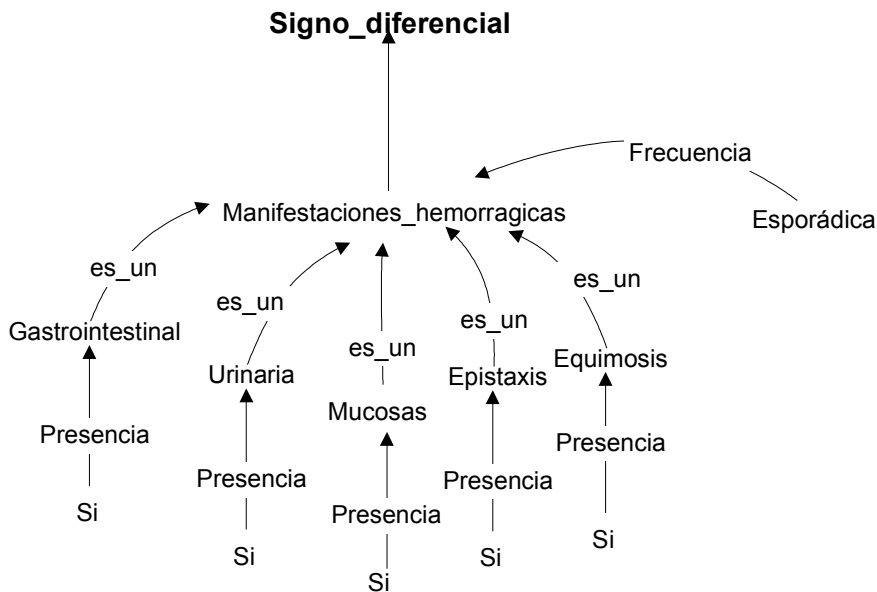 Signo_diferencial
Frecuencia
Manifestaciones_hemorragicas
Esporádica
es_un
es_un
es_un
es_un
es_un
Gastrointestinal
Urinaria
Mucosas
Epistaxis
Equimosis
Presencia
Presencia
Presencia
Presencia
Presencia
Si
Si
Si
Si
Si